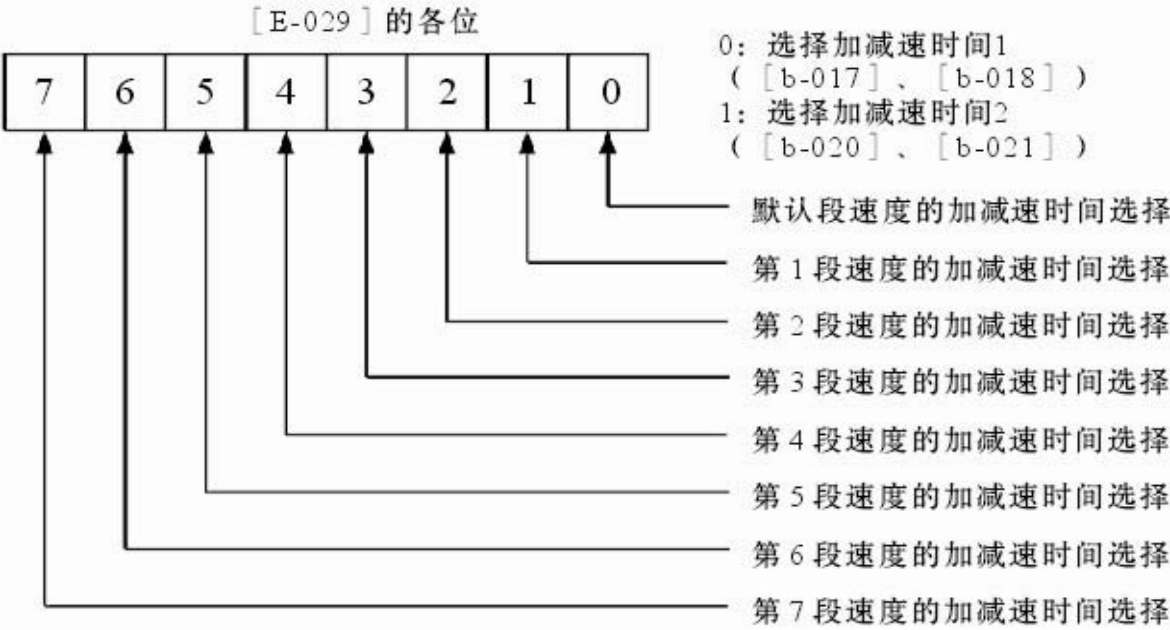 ［E-029］的各位
0：选择加减速时间1
（［b-017］、［b-018］）
1：选择加减速时间2
（［b-020］、［b-021］）
7 6 5 4 3 2 1 0
默认段速度的加减速时间选择
第1段速度的加减速时间选择
第2段速度的加减速时间选择
第3段速度的加减速时间选择
第4段速度的加减速时间选择
第5段速度的加减速时间选择
第6段速度的加减速时间选择
第7段速度的加减速时间选择